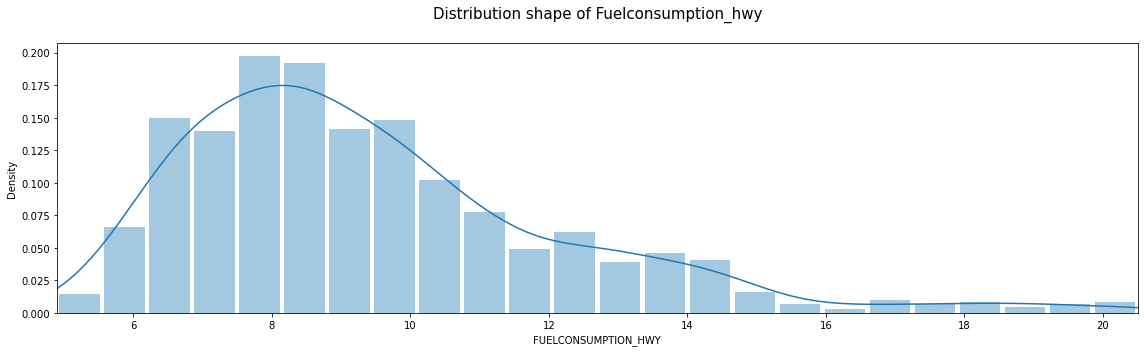 Distribution shape of Fuelconsumption_hwy
0.200
0.175
0.150
0.125
0.100
0.075
0.050
0.025
0.000
Density
6 8 10 12 14 16 18 20
FUELCONSUMPTION_HWY